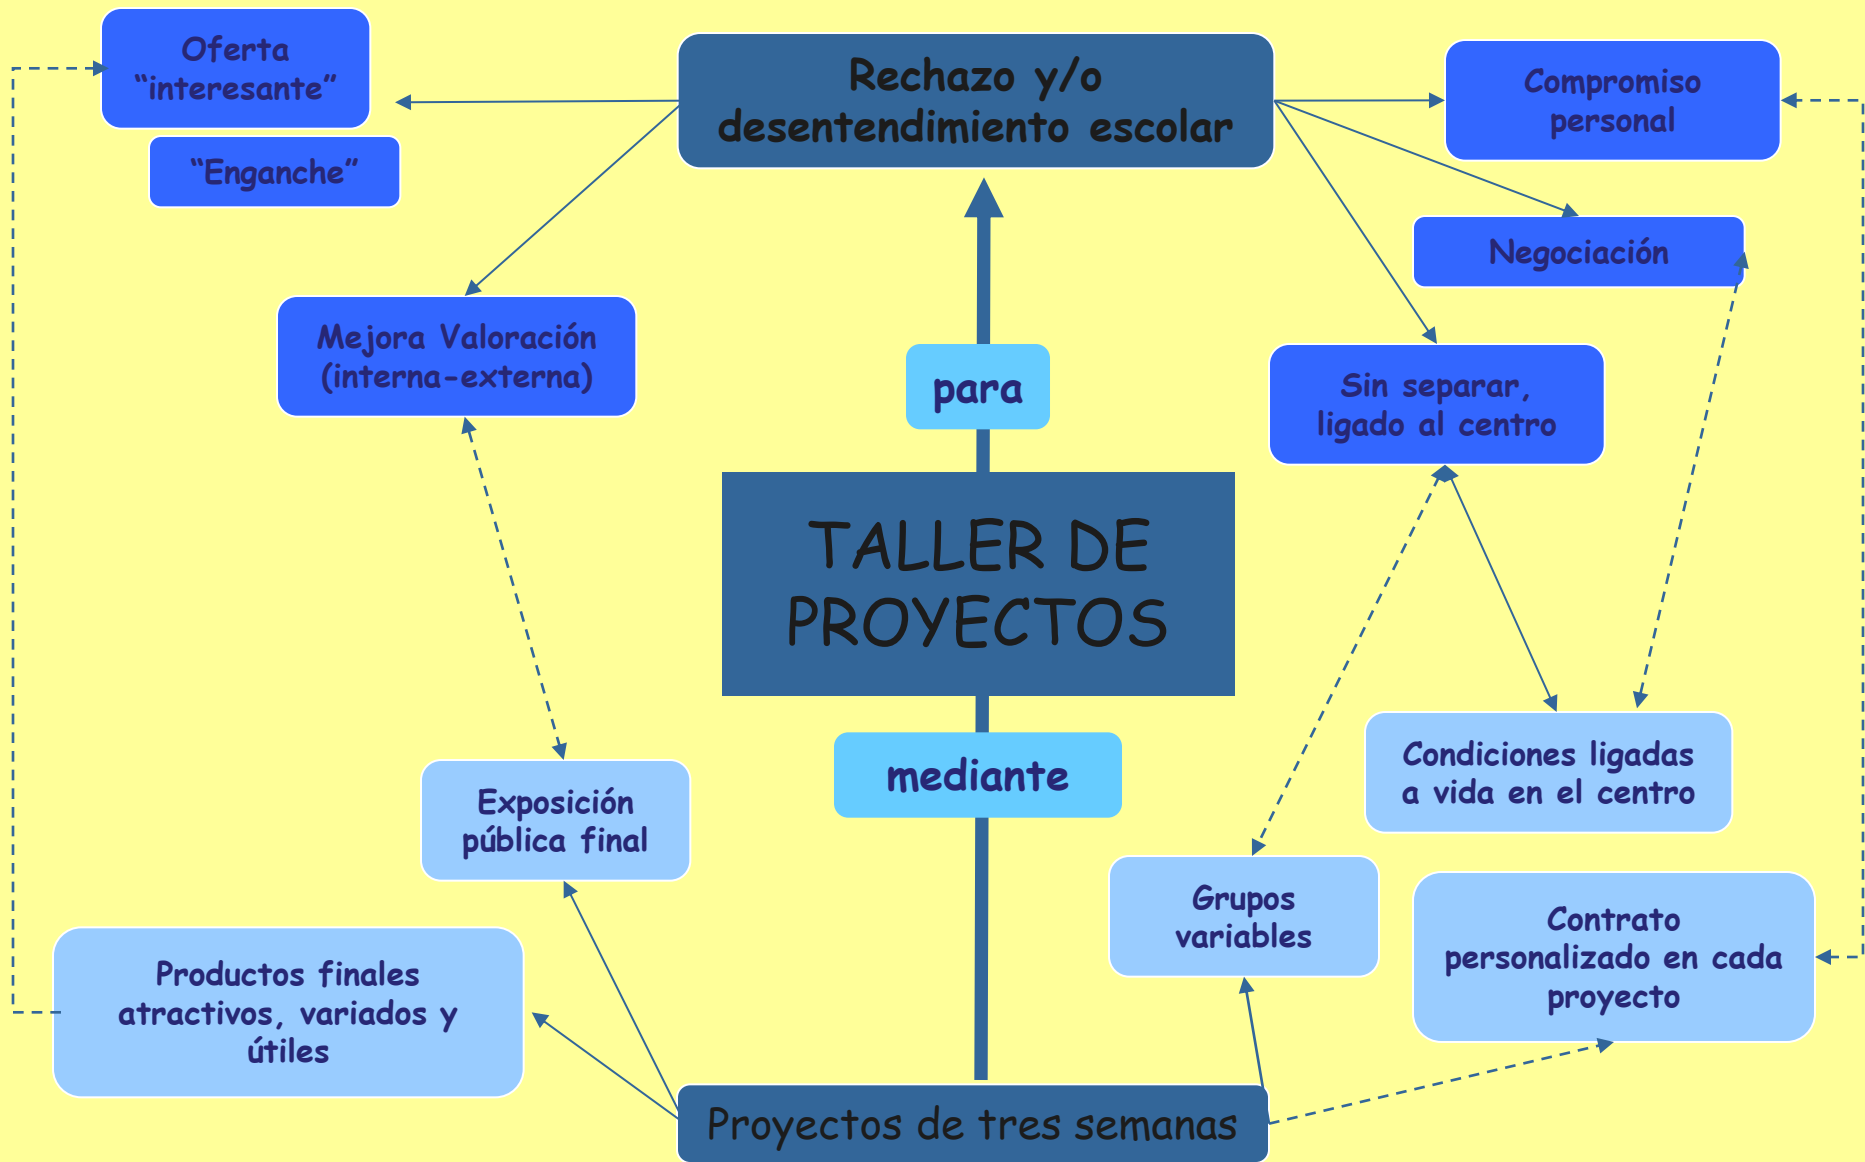 Oferta
“interesante”
“Enganche”
Rechazo y/o
desentendimiento escolar
Compromiso
personal
Negociación
Mejora Valoración
(interna-externa)
para
Sin separar,
ligado al centro
TALLER DE
PROYECTOS
mediante
Condiciones ligadas
a vida en el centro
Exposición
pública final
Grupos
variables
Contrato
personalizado en cada
proyecto
Productos finales
atractivos, variados y
útiles
Proyectos de tres semanas